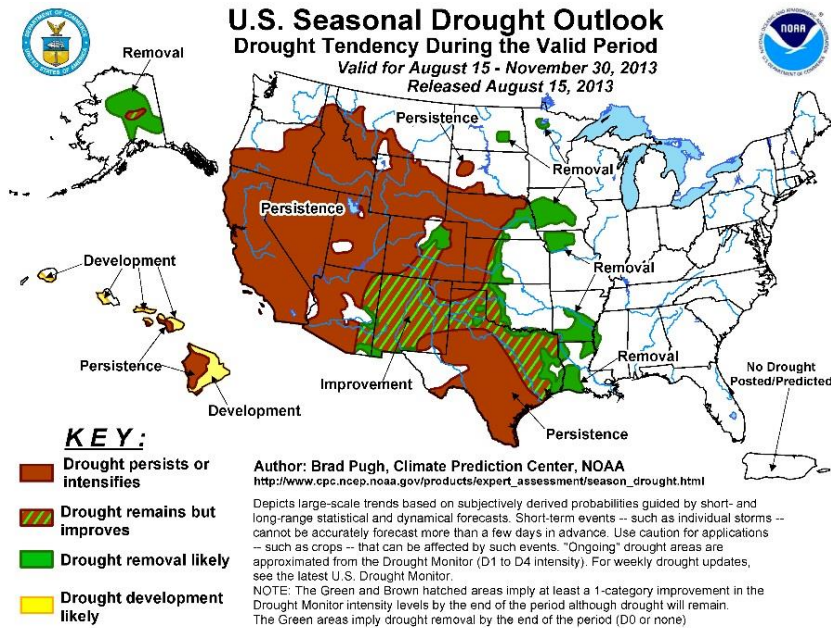 U.S. Seasonal Drought Outlook
Drought Tendency During the Valid Period
Valid for August 15 - November 30, 2013
Released August 15, 2013
DEPARTMENT OF COMMERCE
UNITED STATES OF AMERICA
NOAA
Removal
Persistence
Removal
Persistence
Development
Removal
Persistence
Improvement
Removal
Development
No Drought
Posted/Predicted
Persistence
KEY:
Drought persists or
intensifies
Drought remains but
improves
Drought removal likely
Drought development
likely
Author: Brad Pugh, Climate Prediction Center, NOAA
http://www.cpc.ncep.noaa.gov/products/expert_assessment/season_drought.html
Depicts large-scale trends based on subjectively derived probabilities guided by short- and
long-range statistical and dynamical forecasts. Short-term events -- such as individual storms --
cannot be accurately forecast more than a few days in advance. Use caution for applications
-- such as crops -- that can be affected by such events. "Ongoing" drought areas are
approximated from the Drought Monitor (D1 to D4 intensity). For weekly drought updates,
see the latest U.S. Drought Monitor.
NOTE: The Green and Brown hatched areas imply at least a 1-category improvement in the
Drought Monitor intensity levels by the end of the period although drought will remain.
The Green areas imply drought removal by the end of the period (D0 or none)